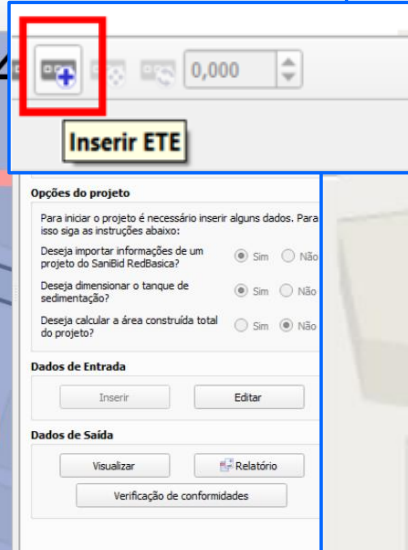 0,000
Inserir ETE
Opções do projeto
Para iniciar o projeto é necessário inserir alguns dados. Para
isso siga as instruções abaixo:
Deseja importar informações de um
projeto do SaniBid RedBasica?
Sim Não
Deseja dimensionar o tanque de
sedimentação?
Sim Não
Deseja calcular a área construída total
do projeto?
Sim Não
Dados de Entrada
Inserir Editar
Dados de Saída
Visualizar Relatório
Verificação de conformidades